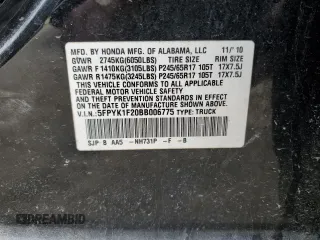 MFD. BY HONDA MFG. OF ALABAMA, LLC 11/10
GVWR 2745KG(6050LBS) TIRE SIZE RIM SIZE
GAWR F 1410KG(3105LBS) P245/65R17 105T 17X7.5J
GAWR R1475KG(3245LBS) P245/65R17 105T 17X7.5J
THIS VEHICLE CONFORMS TO ALL APPLICABLE
FEDERAL MOTOR VEHICLE SAFETY AND
THEFT PREVENTION STANDARDS IN EFFECT ON
THE DATE OF MANUFACTURE SHOWN ABOVE.
V.I.N.: 5FPYK1F20BB006775 TYPE: TRUCK
SJP B AA5 -NH731P -F -B
DREAMBID